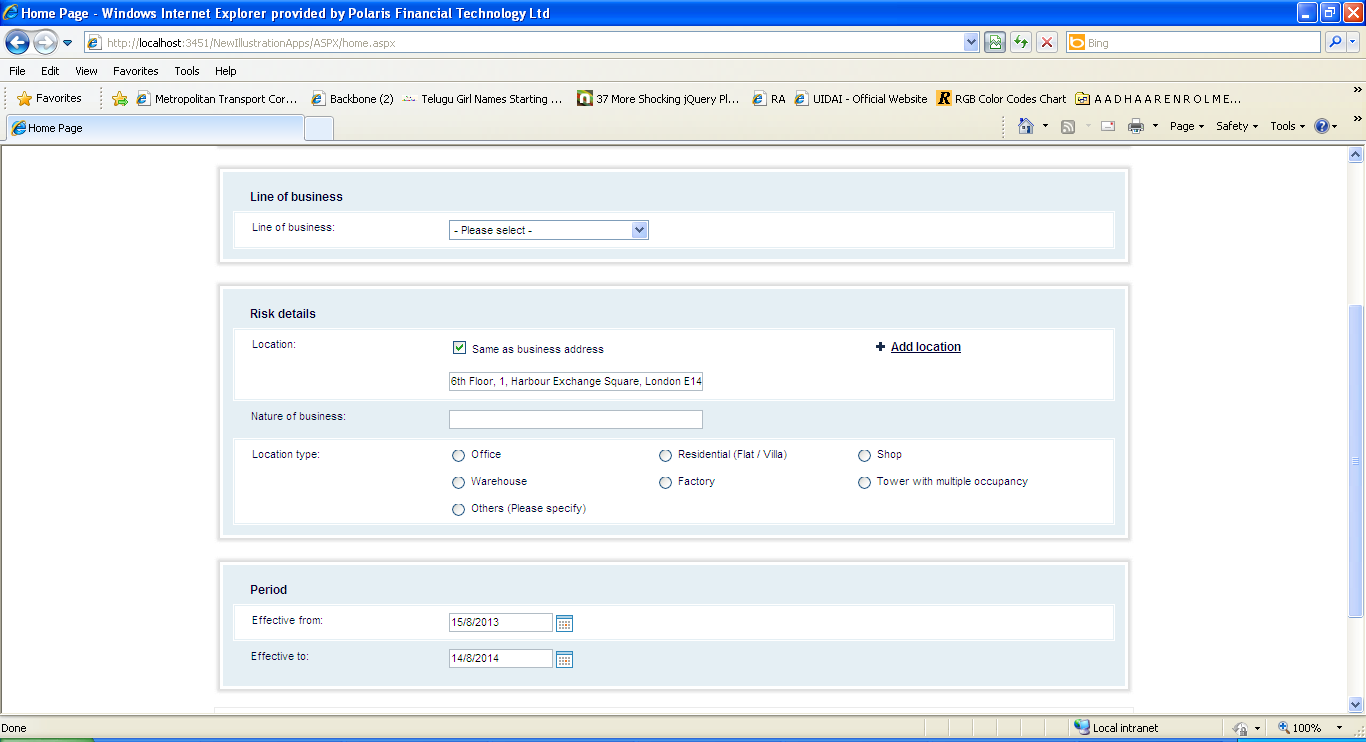 Home Page - Windows Internet Explorer provided by Polaris Financial Technology Ltd
http://localhost:3451/NewIllustrationApps/ASPX/home.aspx
Bing
File Edit View Favorites Tools Help
Favorites
Metropolitan Transport Cor...
Backbone (2)
Telugu Girl Names Starting ...
37 More Shocking jQuery Pl...
RA
UIDAI - Official Website
R RGB Color Codes Chart
A A D H A A R E N R O L M E...
Home Page
Page Safety Tools
Line of business
Line of business: - Please select -
Risk details
Location: Same as business address + Add location
6th Floor, 1, Harbour Exchange Square, London E14
Nature of business:
Location type: Office Residential (Flat / Villa) Shop
Warehouse Factory Tower with multiple occupancy
Others (Please specify)
Period
Effective from: 15/8/2013
Effective to: 14/8/2014
Done Local intranet 100%